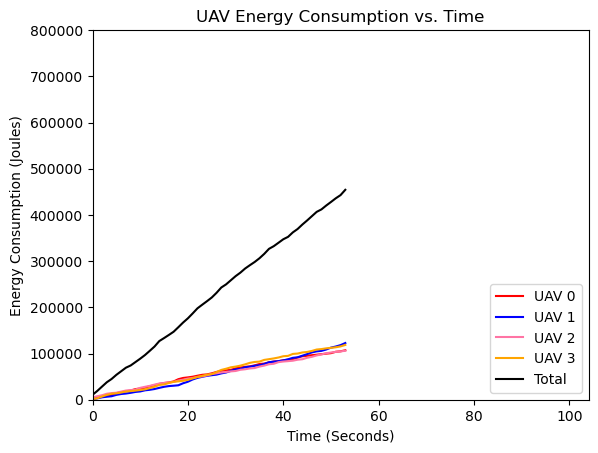 UAV Energy Consumption vs. Time
800000
700000
600000
500000
400000
300000
200000
100000
0
Energy Consumption (Joules)
UAV 0
UAV 1
UAV 2
UAV 3
Total
0 20 40 60 80 100
Time (Seconds)